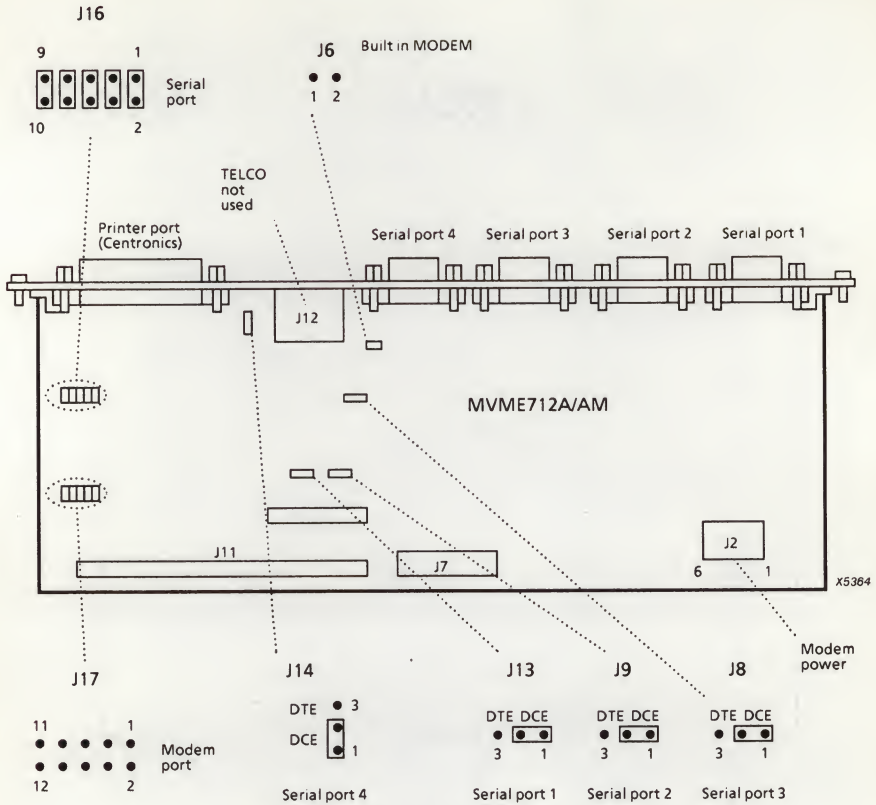 J16
9 1
Serial
port
10 2
J6
Built in MODEM
1 2
TELCO
not
used
Printer port
(Centronics)
Serial port 4
Serial port 3
Serial port 2
Serial port 1
J12
MVME712A/AM
J11
J7
J2
6 1
X5364
Modem
power
J17
11 1
Modem
port
12 2
J14
DTE 3
DCE
1
Serial port 4
J13
DTE DCE
3 1
Serial port 1
J9
DTE DCE
3 1
Serial port 2
J8
DTE DCE
3 1
Serial port 3